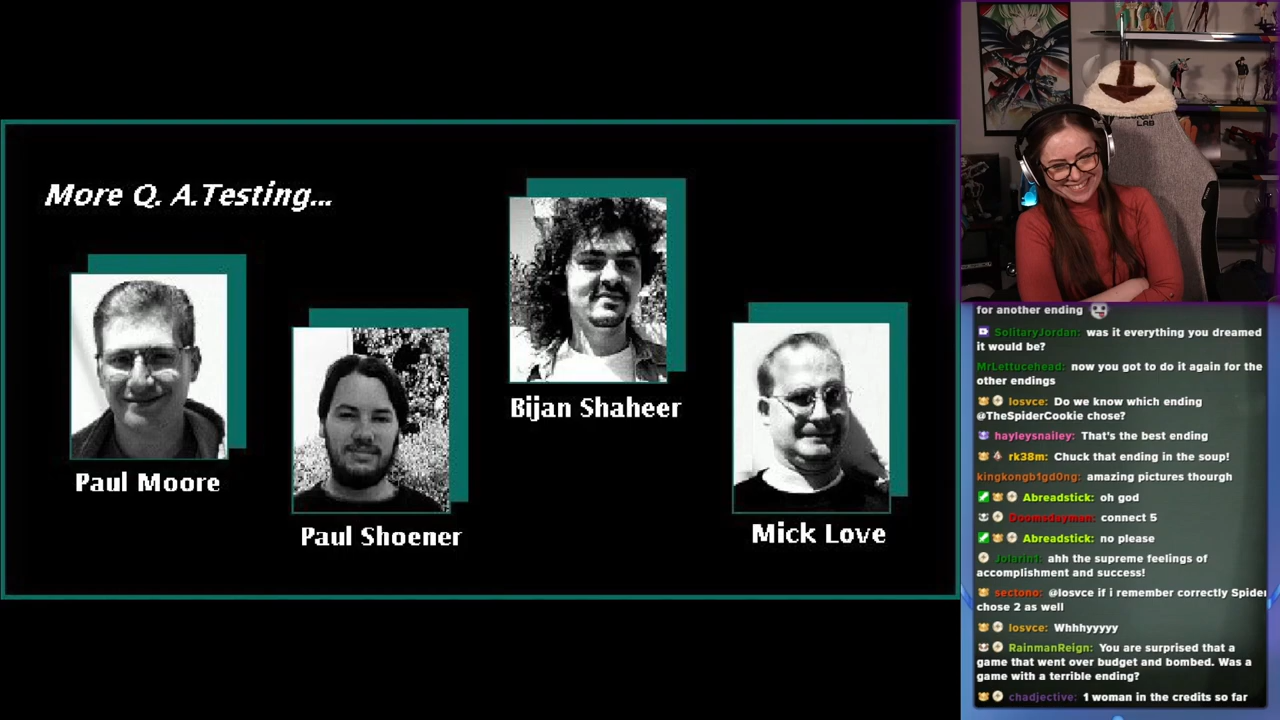 More Q. A.Testing...
Paul Moore
Paul Shoener
Bijan Shaheer
Mick Love
LAB
for another ending
SolitaryJordan: was it everything you dreamed
it would be?
MrLettucehead: now you got to do it again for the
other endings
losvce: Do we know which ending
@TheSpiderCookie chose?
hayleysnailey: That's the best ending
rk38m: Chuck that ending in the soup!
kingkongb1gd0ng: amazing pictures thourgh
Abreadstick: oh god
Doomsdayman: connect 5
Abreadstick: no please
Jolarin1: ahh the supreme feelings of
accomplishment and success!
sectono: @losvce if i remember correctly Spider
chose 2 as well
losvce: Whhhyyyyy
RainmanReign: You are surprised that a
game that went over budget and bombed. Was a
game with a terrible ending?
chadjective: 1 woman in the credits so far